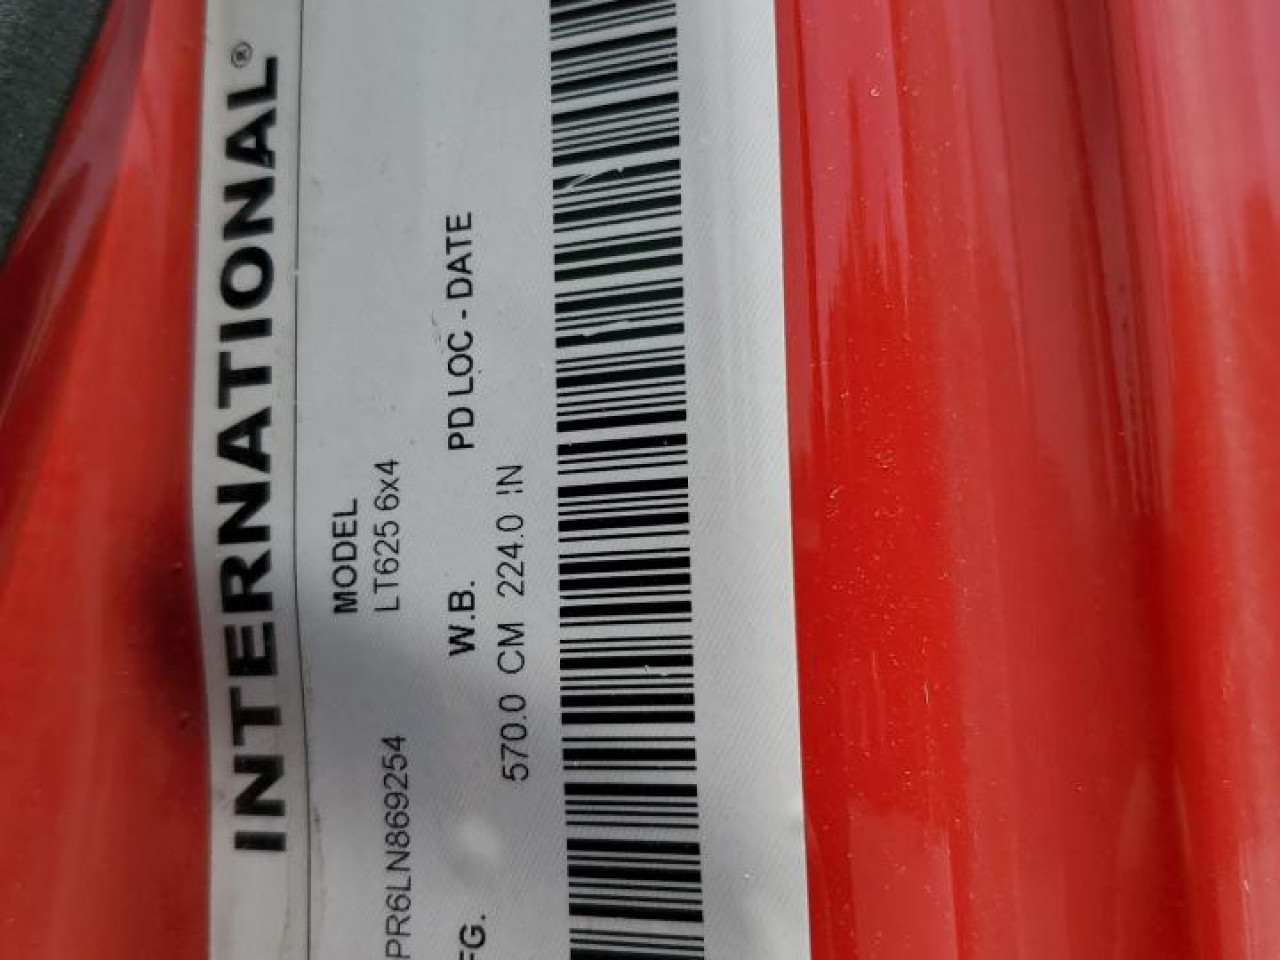 INTERNATIONAL®
MODEL
PR6LN869254 LT625 6x4
FG. W.B. PD LOC - DATE
570.0 CM 224.0 IN